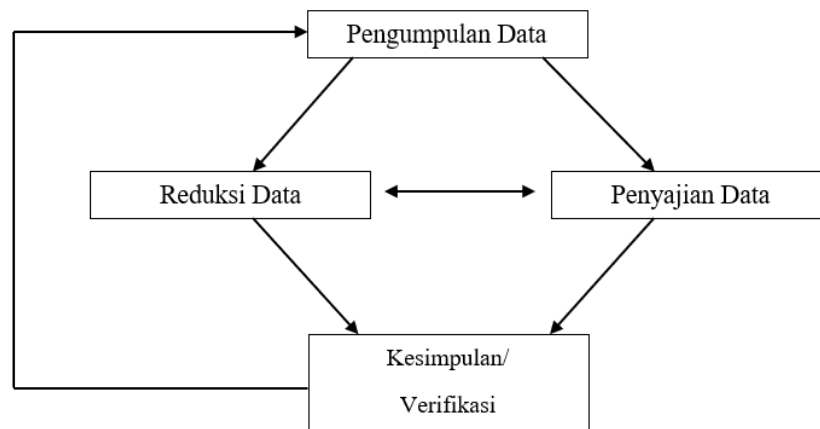 Pengumpulan Data
Reduksi Data
Penyajian Data
Kesimpulan/
Verifikasi